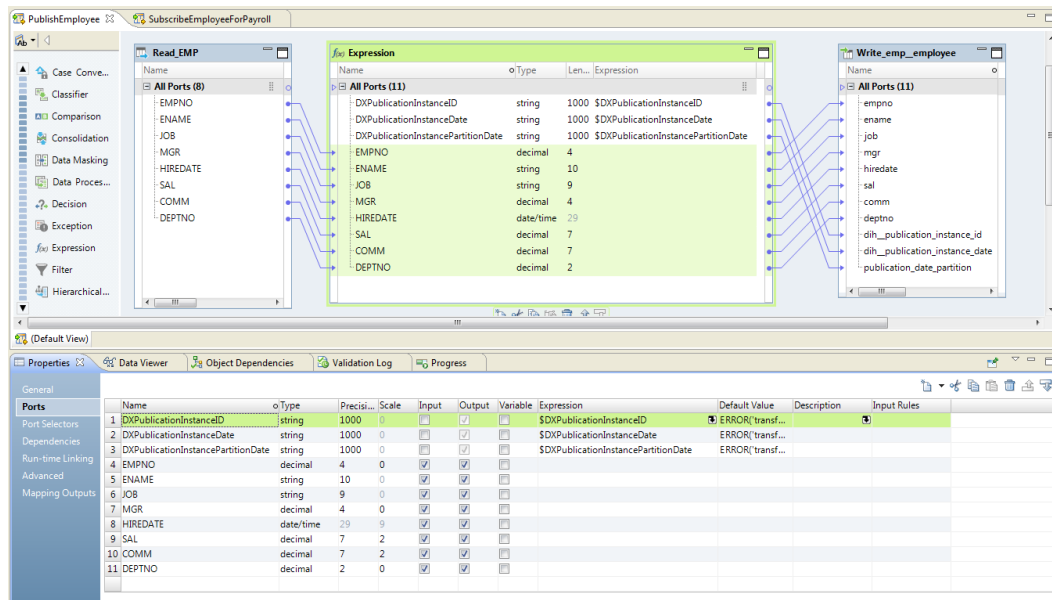 PublishEmployee SubscribeEmployeeForPayroll
Ab
Case Conve...
Classifier
Comparison
Consolidation
Data Masking
Data Proces...
Decision
Exception
f(x) Expression
Filter
Hierarchical...
Read_EMP
Name
All Ports (8)
EMPNO
ENAME
JOB
MGR
HIREDATE
SAL
COMM
DEPTNO
f(x) Expression
Name Type Len... Expression
All Ports (11)
DXPublicationInstanceID string 1000 $DXPublicationInstanceID
DXPublicationInstanceDate string 1000 $DXPublicationInstanceDate
DXPublicationInstancePartitionDate string 1000 $DXPublicationInstancePartitionDate
EMPNO decimal 4
ENAME string 10
JOB string 9
MGR decimal 4
HIREDATE date/time 29
SAL decimal 7
COMM decimal 7
DEPTNO decimal 2
Write_emp_employee
Name
All Ports (11)
empno
ename
job
mgr
hiredate
sal
comm
deptno
dih__publication_instance_id
dih__publication_instance_date
publication_date_partition
(Default View)
Properties Data Viewer Object Dependencies Validation Log Progress
General
Ports
Port Selectors
Dependencies
Run-time Linking
Advanced
Mapping Outputs
Name Type Precisi... Scale Input Output Variable Expression Default Value Description Input Rules
1 DXPublicationInstanceID string 1000 0 $DXPublicationInstanceID ERROR('transf...
2 DXPublicationInstanceDate string 1000 0 $DXPublicationInstanceDate ERROR('transf...
3 DXPublicationInstancePartitionDate string 1000 0 $DXPublicationInstancePartitionDate ERROR('transf...
4 EMPNO decimal 4 0
5 ENAME string 10 0
6 JOB string 9 0
7 MGR decimal 4 0
8 HIREDATE date/time 29 9
9 SAL decimal 7 2
10 COMM decimal 7 2
11 DEPTNO decimal 2 0